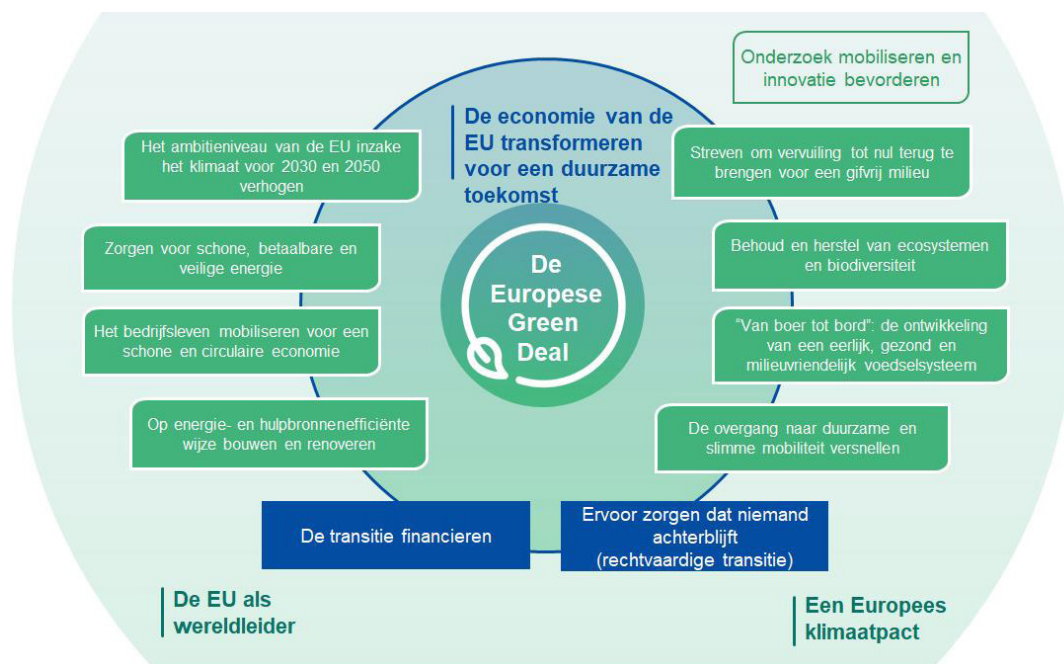 Onderzoek mobiliseren en
innovatie bevorderen
De economie van de
EU transformeren
voor een duurzame
toekomst
Het ambitieniveau van de EU inzake
het klimaat voor 2030 en 2050
verhogen
Streven om vervuiling tot nul terug te
brengen voor een gifvrij milieu
Zorgen voor schone, betaalbare en
veilige energie
Behoud en herstel van ecosystemen
en biodiversiteit
De
Europese
Green
Deal
Het bedrijfsleven mobiliseren voor een
schone en circulaire economie
"Van boer tot bord": de ontwikkeling
van een eerlijk, gezond en
milieuvriendelijk voedselsysteem
Op energie- en hulpbronnenefficiënte
wijze bouwen en renoveren
De overgang naar duurzame en
slimme mobiliteit versnellen
De transitie financieren
Ervoor zorgen dat niemand
achterblijft
(rechtvaardige transitie)
De EU als
wereldleider
Een Europees
klimaatpact